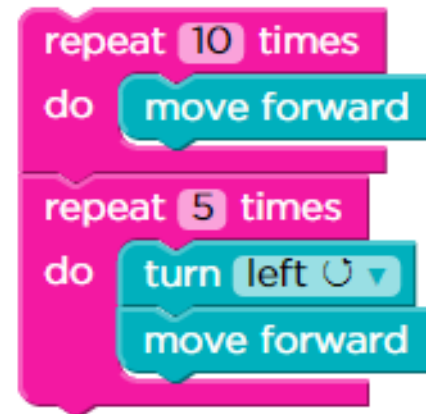 repeat 10 times
do move forward
repeat 5 times
do turn left
move forward